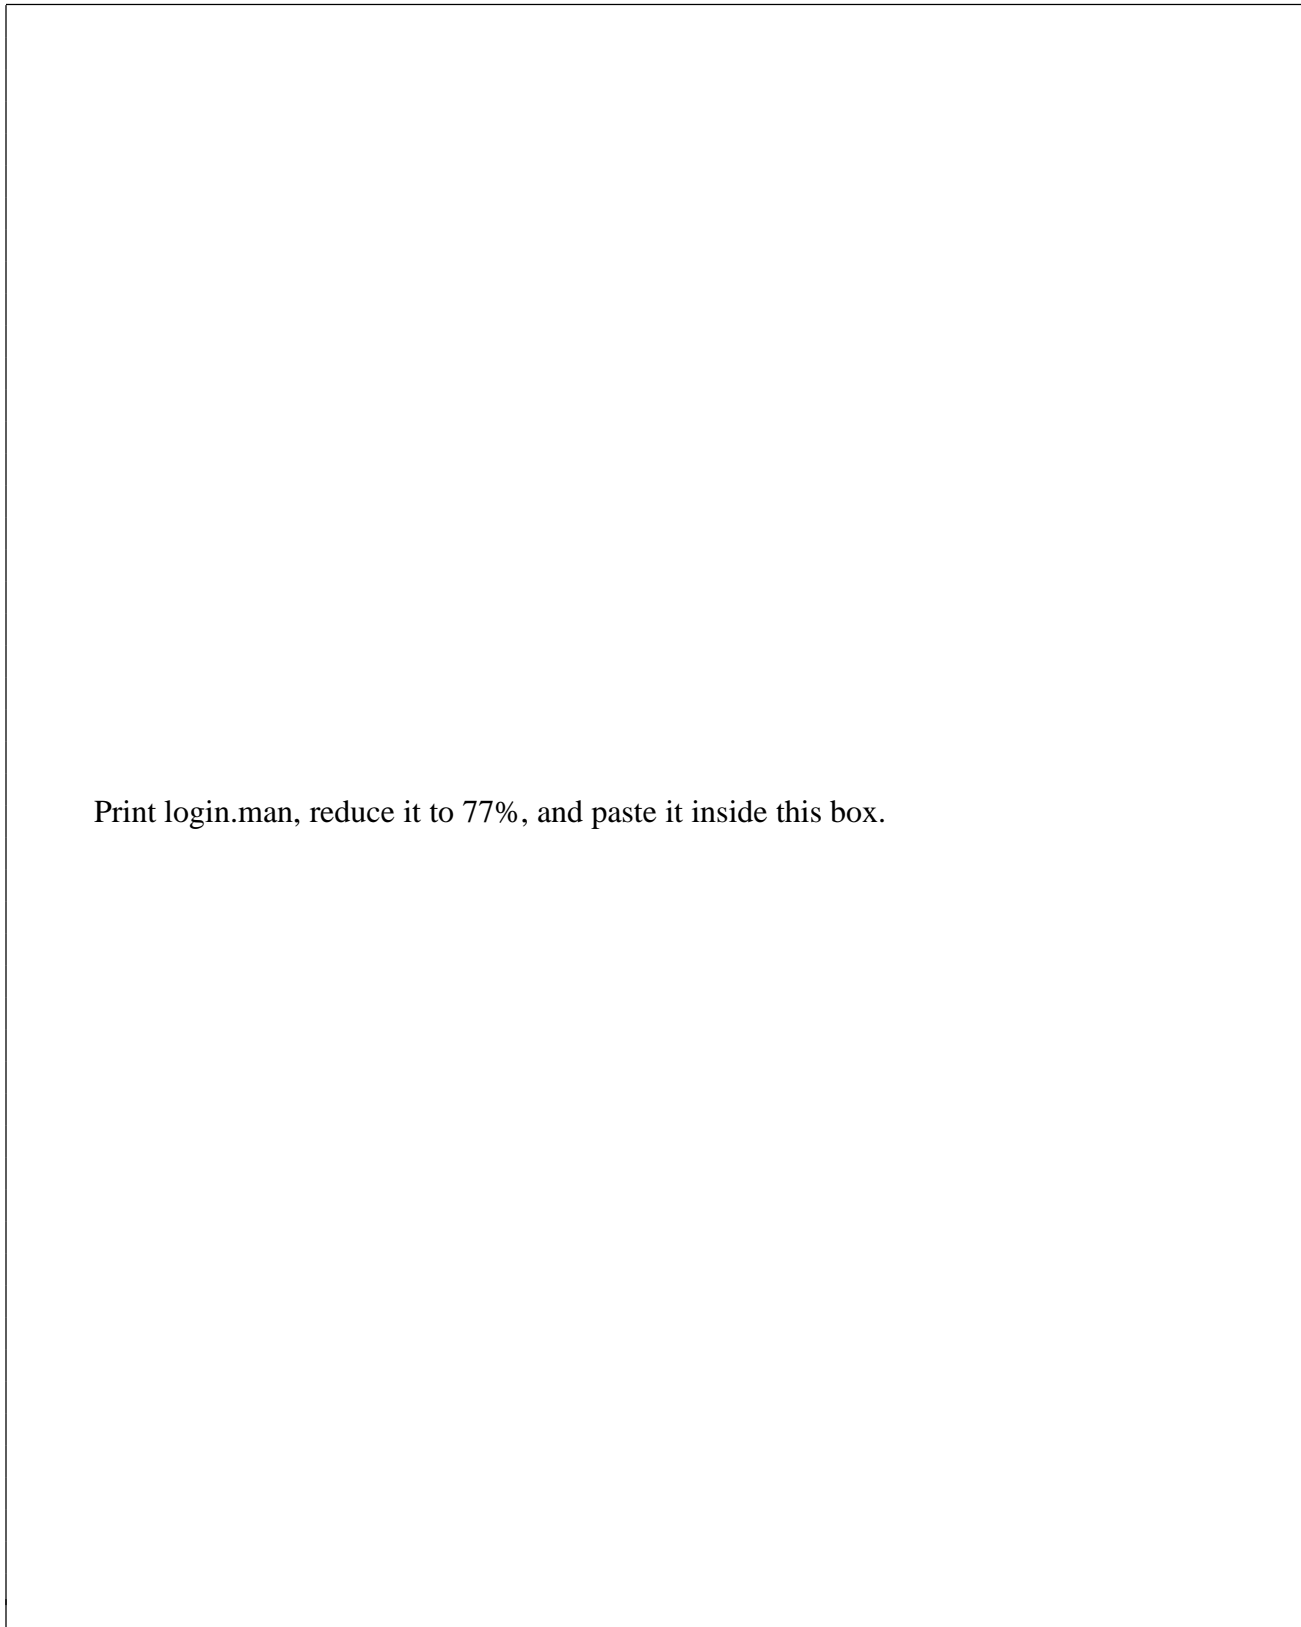 Print login.man, reduce it to 77%, and paste it inside this box.